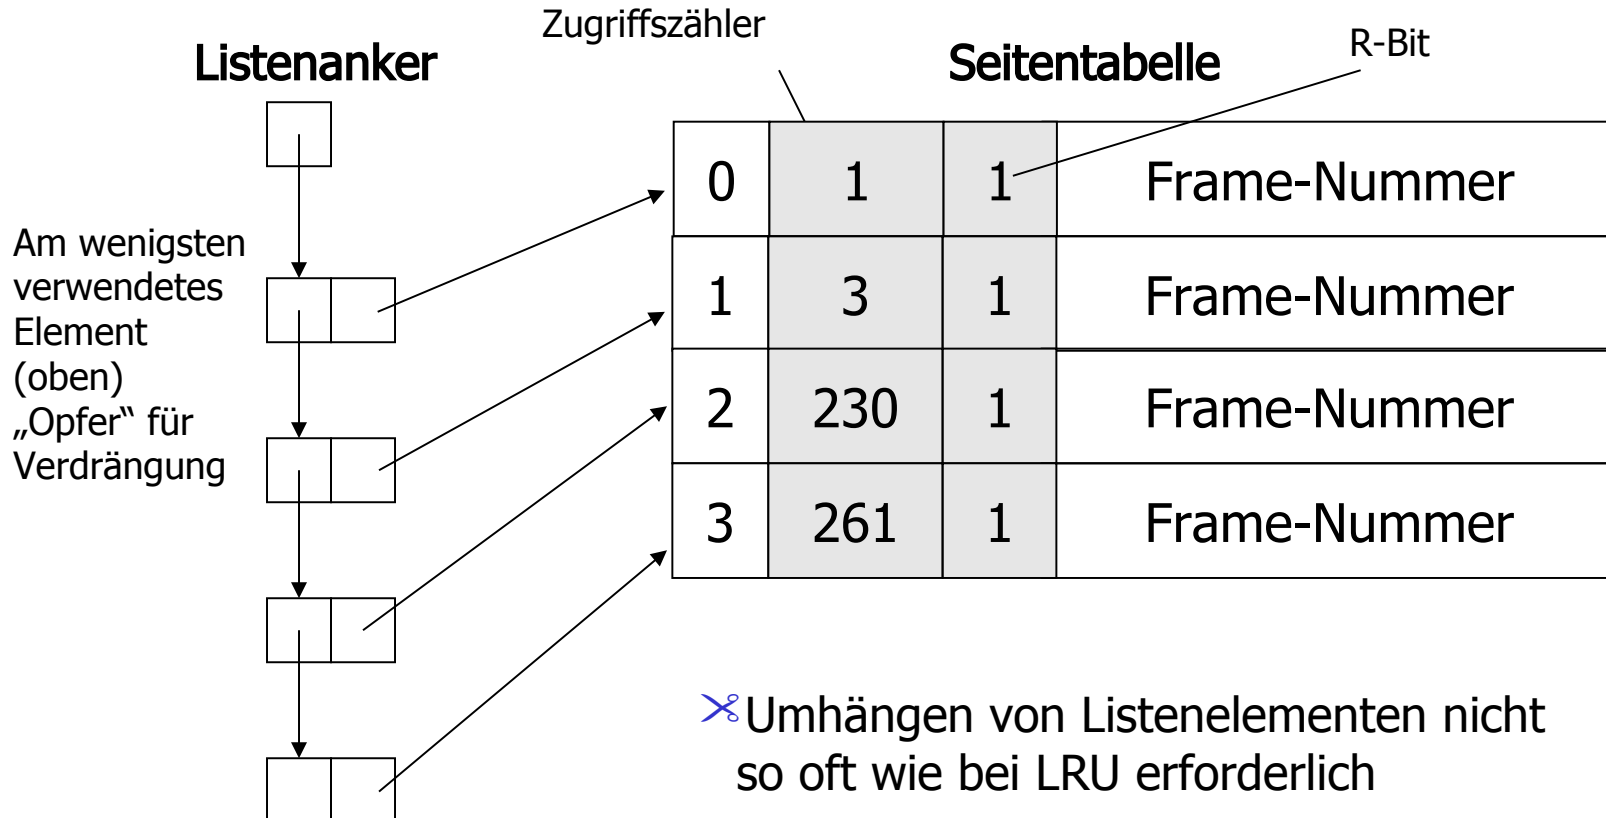 Zugriffszähler
Listenanker
Seitentabelle
R-Bit
0 1 1 Frame-Nummer
1 3 1 Frame-Nummer
2 230 1 Frame-Nummer
3 261 1 Frame-Nummer
Am wenigsten
verwendetes
Element
(oben)
„Opfer“ für
Verdrängung
Umhängen von Listenelementen nicht
so oft wie bei LRU erforderlich